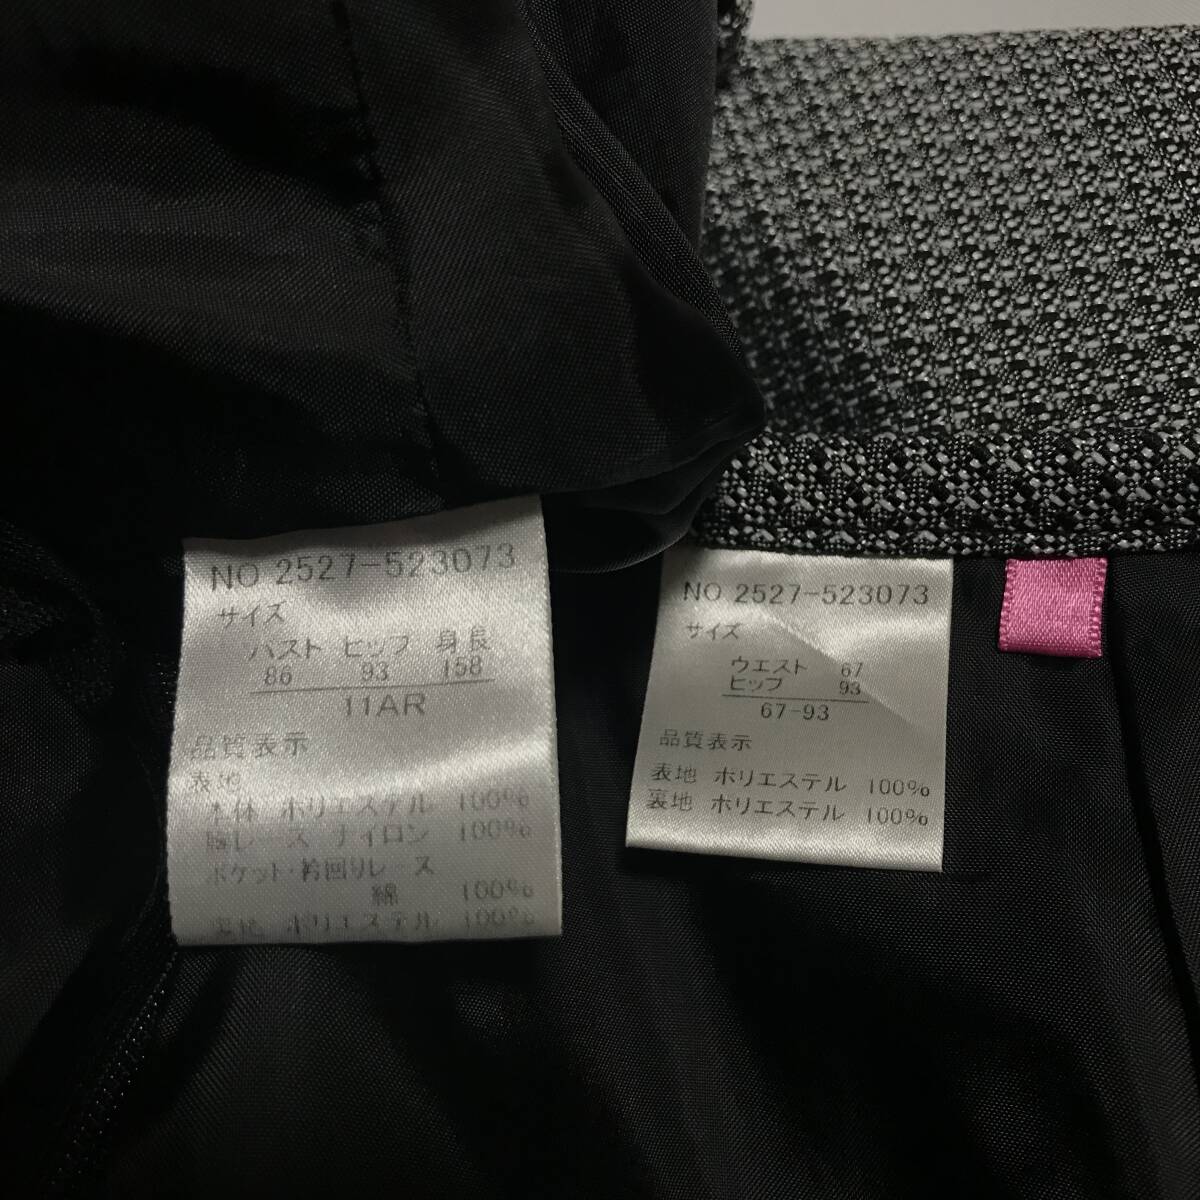 NO 2527-523073
サイズ
バスト ヒップ 身長
86 93 158
11AR
品質表示
表地
本体 ポリエステル 100%
胸レース ナイロン 100%
ポケット・衿回りレース
綿 100%
裏地 ポリエステル 100%
NO 2527-523073
サイズ
ウエスト 67
ヒップ 93
67-93
品質表示
表地 ポリエステル 100%
裏地 ポリエステル 100%